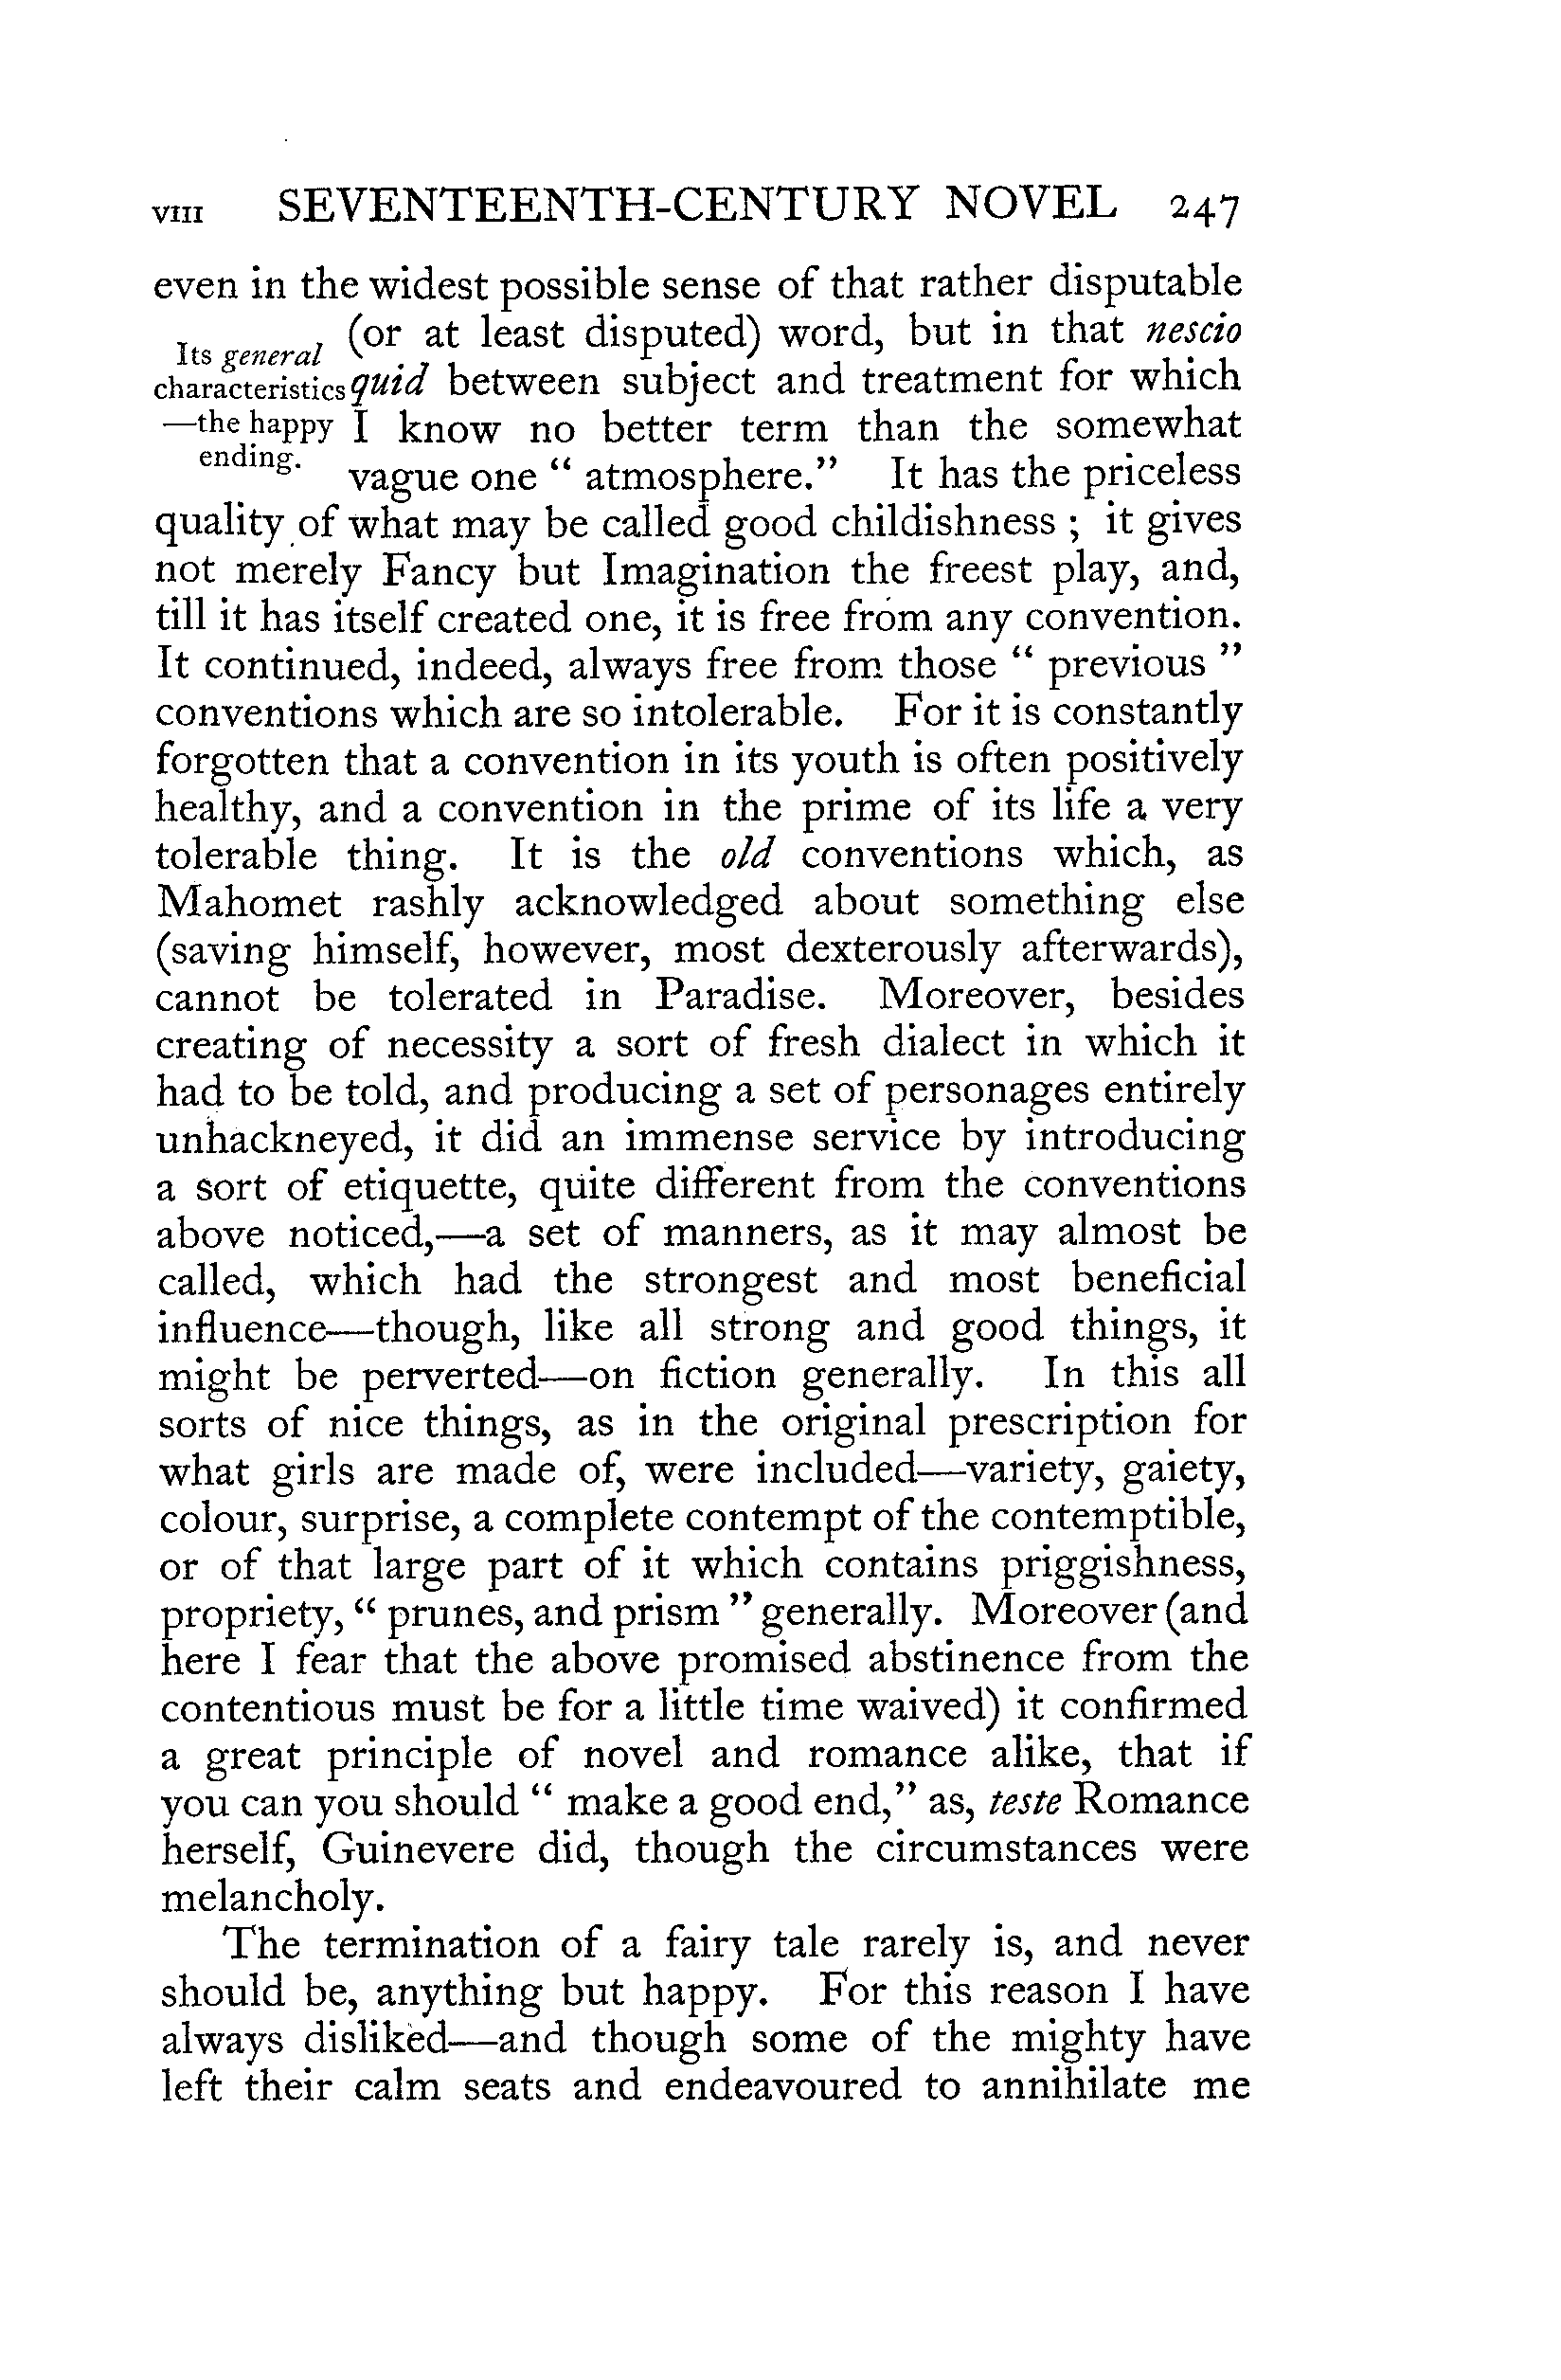 VIII SEVENTEENTH-CENTURY NOVEL 247
even in the widest possible sense of that rather disputable
(or at least disputed) word, but in that nescio
quid between subject and treatment for which
I know no better term than the somewhat
vague one “ atmosphere.” It has the priceless
Its general
characteristics
—the happy
ending.
quality of what may be called good childishness ; it gives
not merely Fancy but Imagination the freest play, and,
till it has itself created one, it is free from any convention.
It continued, indeed, always free from those “ previous ”
conventions which are so intolerable. For it is constantly
forgotten that a convention in its youth is often positively
healthy, and a convention in the prime of its life a very
tolerable thing. It is the old conventions which, as
Mahomet rashly acknowledged about something else
(saving himself, however, most dexterously afterwards),
cannot be tolerated in Paradise. Moreover, besides
creating of necessity a sort of fresh dialect in which it
had to be told, and producing a set of personages entirely
unhackneyed, it did an immense service by introducing
a sort of etiquette, quite different from the conventions
above noticed,—a set of manners, as it may almost be
called, which had the strongest and most beneficial
influence—though, like all strong and good things, it
might be perverted—on fiction generally. In this all
sorts of nice things, as in the original prescription for
what girls are made of, were included—variety, gaiety,
colour, surprise, a complete contempt of the contemptible,
or of that large part of it which contains priggishness,
propriety, “ prunes, and prism ” generally. Moreover (and
here I fear that the above promised abstinence from the
contentious must be for a little time waived) it confirmed
a great principle of novel and romance alike, that if
you can you should “ make a good end,” as, teste Romance
herself, Guinevere did, though the circumstances were
melancholy.
The termination of a fairy tale rarely is, and never
should be, anything but happy. For this reason I have
always disliked—and though some of the mighty have
left their calm seats and endeavoured to annihilate me